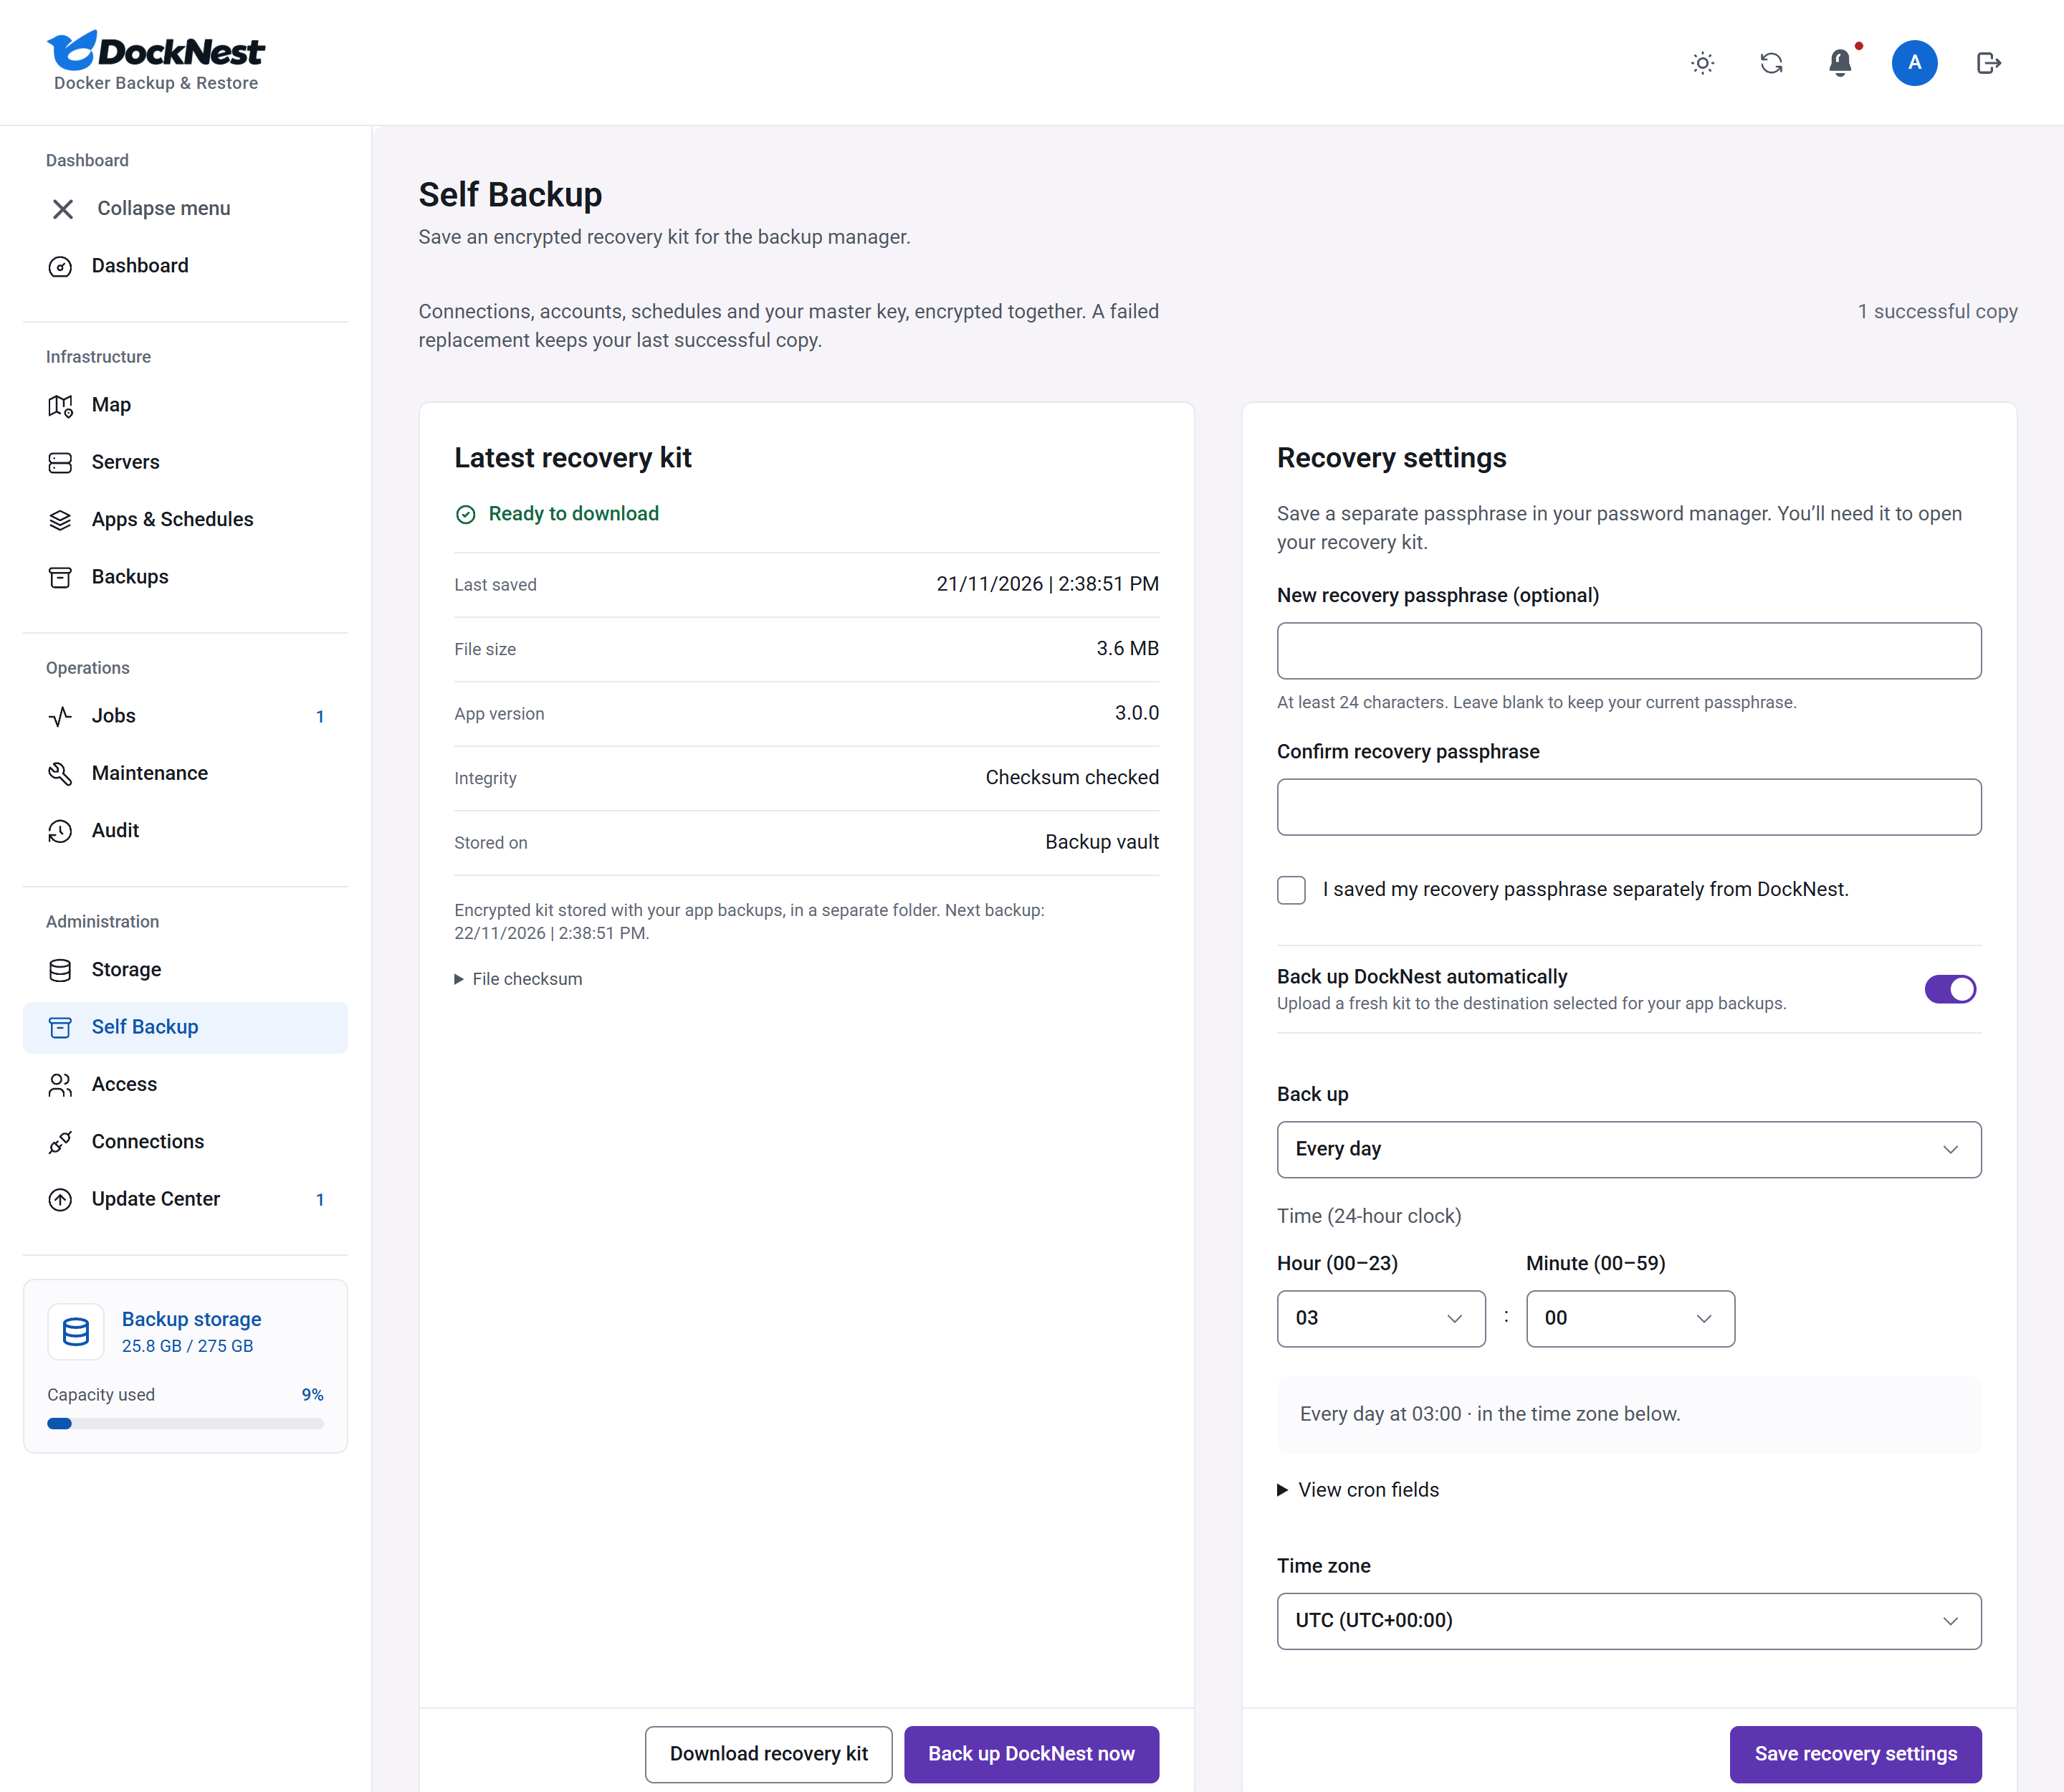 DockNest
Docker Backup & Restore
A
Dashboard
Collapse menu
Dashboard
Infrastructure
Map
Servers
Apps & Schedules
Backups
Operations
Jobs 1
Maintenance
Audit
Administration
Storage
Self Backup
Access
Connections
Update Center 1
Backup storage
25.8 GB / 275 GB
Capacity used 9%
Self Backup
Save an encrypted recovery kit for the backup manager.
Connections, accounts, schedules and your master key, encrypted together. A failed
replacement keeps your last successful copy.
1 successful copy
Latest recovery kit
Ready to download
Last saved 21/11/2026 | 2:38:51 PM
File size 3.6 MB
App version 3.0.0
Integrity Checksum checked
Stored on Backup vault
Encrypted kit stored with your app backups, in a separate folder. Next backup:
22/11/2026 | 2:38:51 PM.
File checksum
Download recovery kit
Back up DockNest now
Recovery settings
Save a separate passphrase in your password manager. You’ll need it to open
your recovery kit.
New recovery passphrase (optional)
At least 24 characters. Leave blank to keep your current passphrase.
Confirm recovery passphrase
I saved my recovery passphrase separately from DockNest.
Back up DockNest automatically
Upload a fresh kit to the destination selected for your app backups.
Back up
Every day
Time (24-hour clock)
Hour (00–23) Minute (00–59)
03 : 00
Every day at 03:00 · in the time zone below.
View cron fields
Time zone
UTC (UTC+00:00)
Save recovery settings